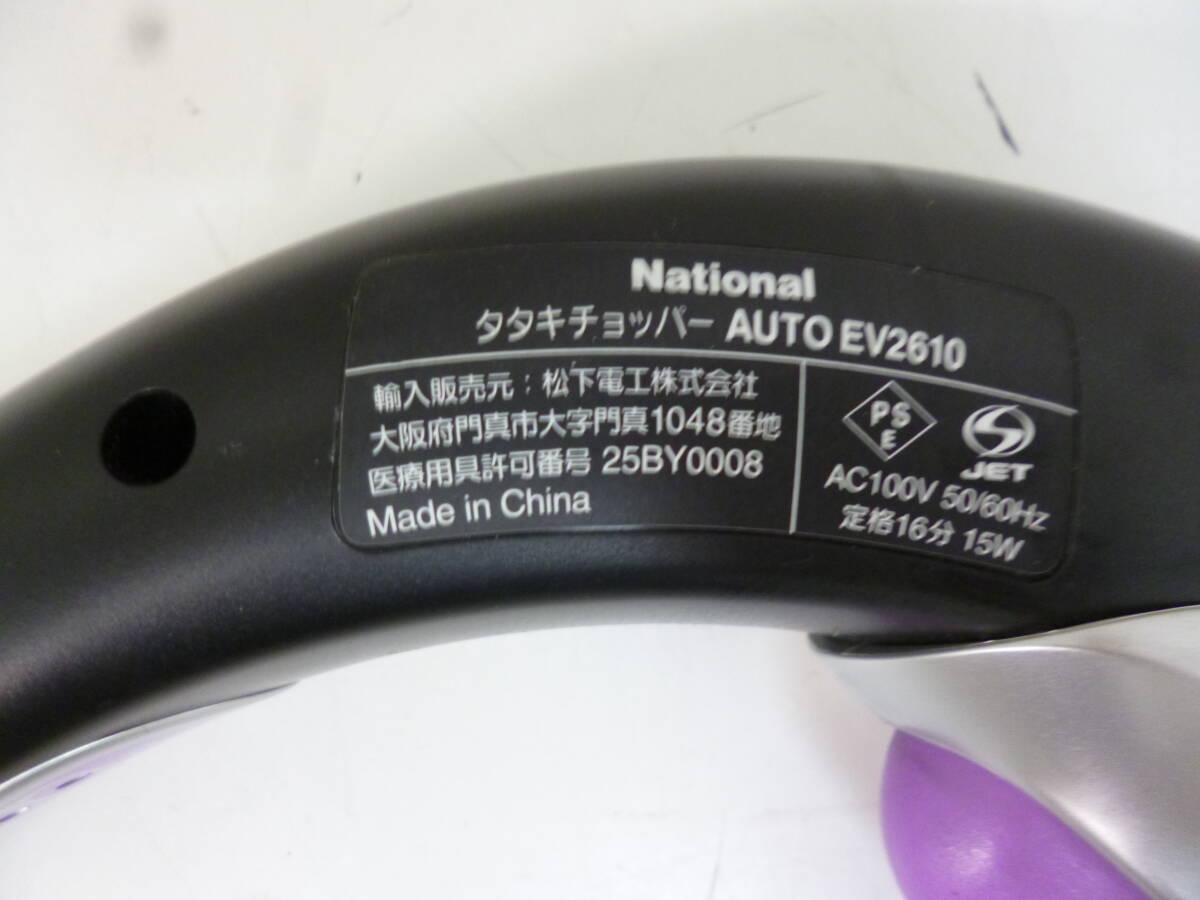 National
タタキチョッパー AUTO EV2610
輸入販売元：松下電工株式会社
大阪府門真市大字門真1048番地
医療用具許可番号 25BY0008
Made in China
PS
E
JET
AC100V 50/60Hz
定格16分 15W